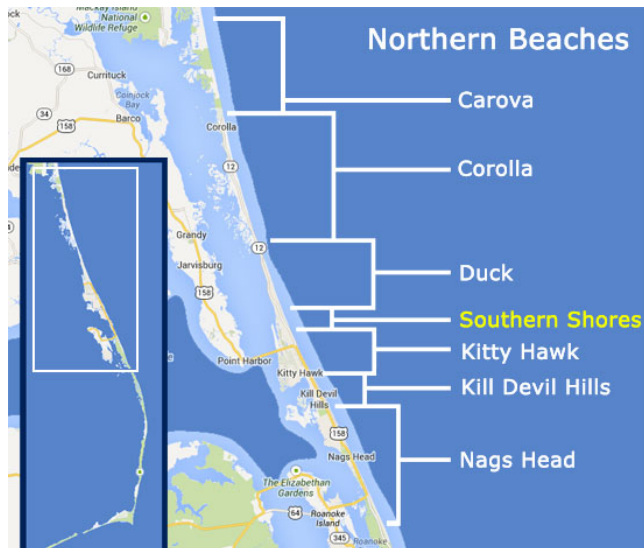 Mackay Island
National
Wildlife Refuge
Northern Beaches
168
Currituck
Coinjock
Bay
Carova
34
158
Barco
Corolla
12
Corolla
Grandy
12
Jarvisburg
Duck
158
Southern Shores
Point Harbor
Kitty Hawk
Kitty Hawk
Kill Devil
Hills
Kill Devil Hills
158
Nags Head
Nags Head
The Elizabethan
Gardens
64
Roanoke
Island
345
Roanoke